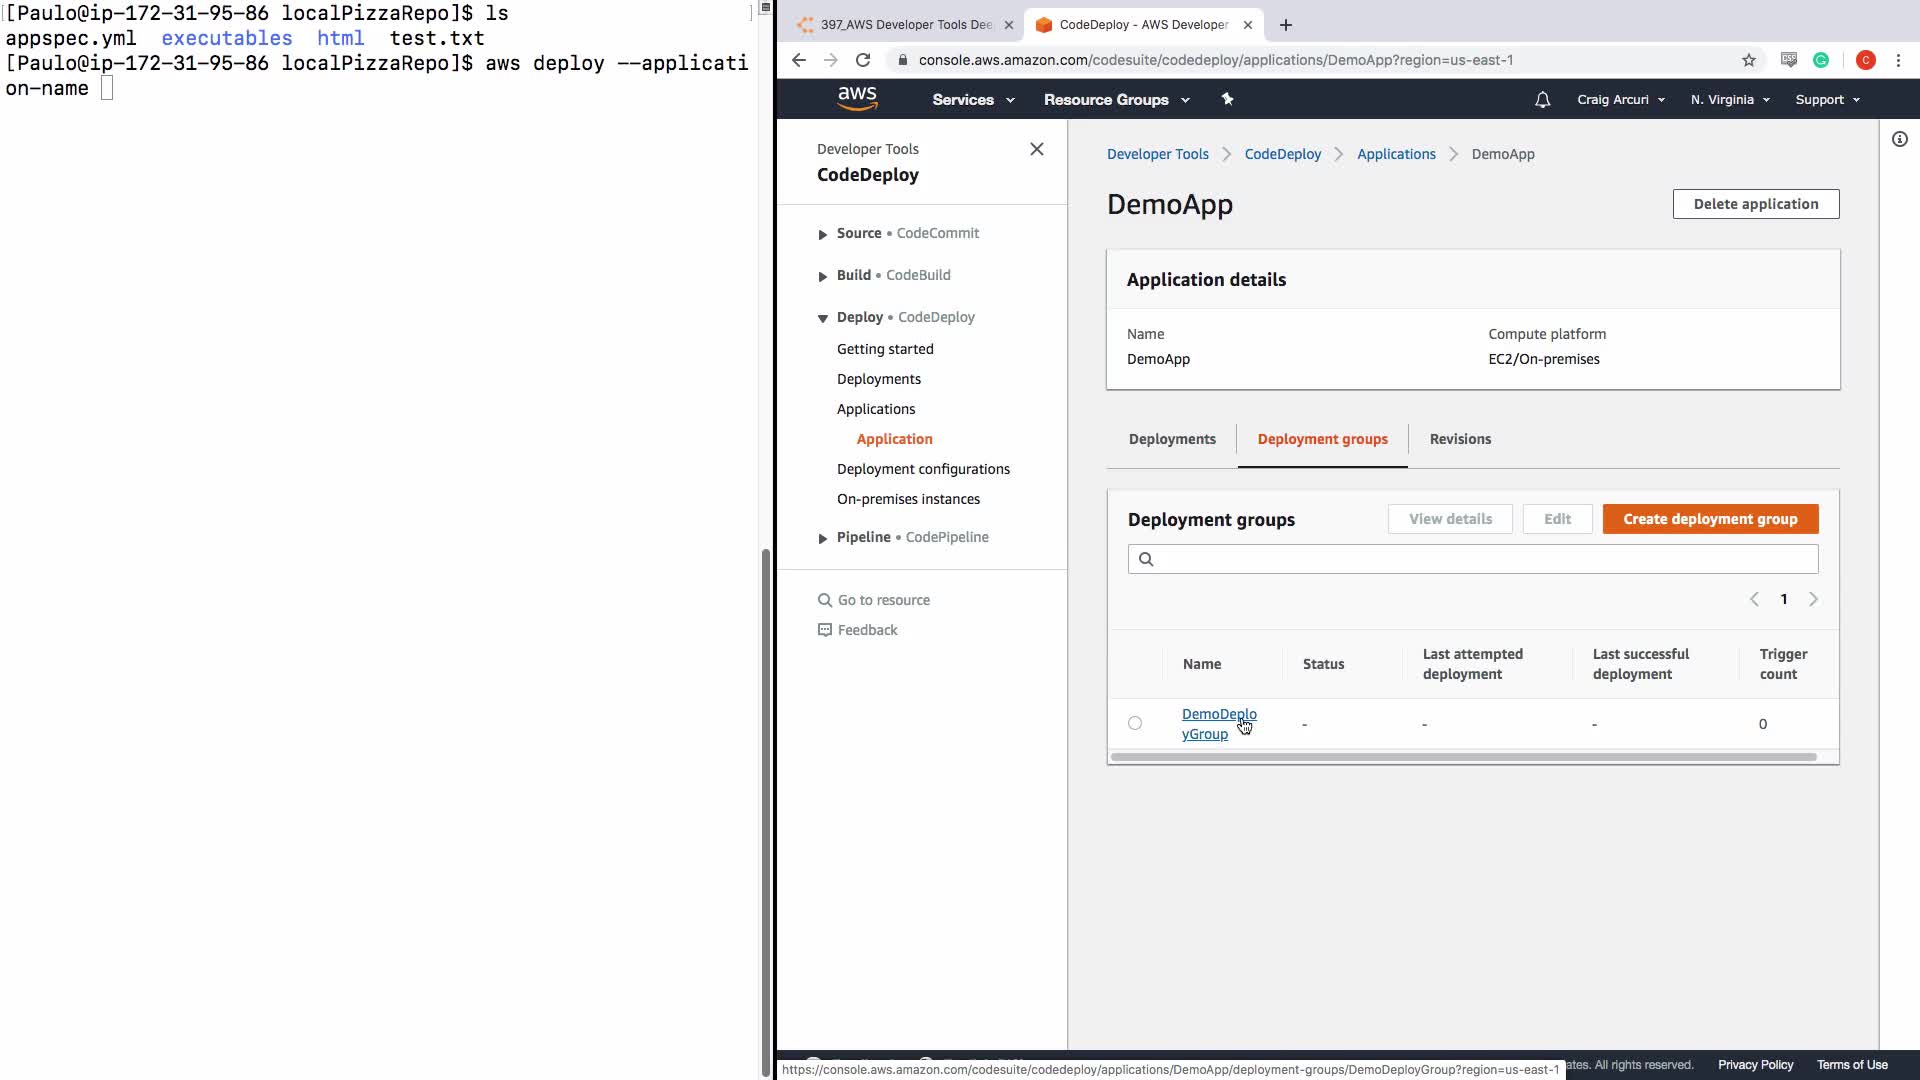 [Paulo@ip-172-31-95-86 localPizzaRepo]$ ls
appspec.yml executables html test.txt
[Paulo@ip-172-31-95-86 localPizzaRepo]$ aws deploy --applicati
on-name
397_AWS Developer Tools Dee
CodeDeploy - AWS Developer
console.aws.amazon.com/codesuite/codedeploy/applications/DemoApp?region=us-east-1
C
aws
Services
Resource Groups
Craig Arcuri
N. Virginia
Support
Developer Tools
CodeDeploy
Source • CodeCommit
Build • CodeBuild
Deploy • CodeDeploy
Getting started
Deployments
Applications
Application
Deployment configurations
On-premises instances
Pipeline • CodePipeline
Go to resource
Feedback
Developer Tools
CodeDeploy
Applications
DemoApp
DemoApp
Delete application
Application details
Name
DemoApp
Compute platform
EC2/On-premises
Deployments
Deployment groups
Revisions
Deployment groups
View details
Edit
Create deployment group
1
Name
Status
Last attempted
deployment
Last successful
deployment
Trigger
count
DemoDeplo
yGroup
-
-
-
0
https://console.aws.amazon.com/codesuite/codedeploy/applications/DemoApp/deployment-groups/DemoDeployGroup?region=us-east-1
ates. All rights reserved.
Privacy Policy
Terms of Use